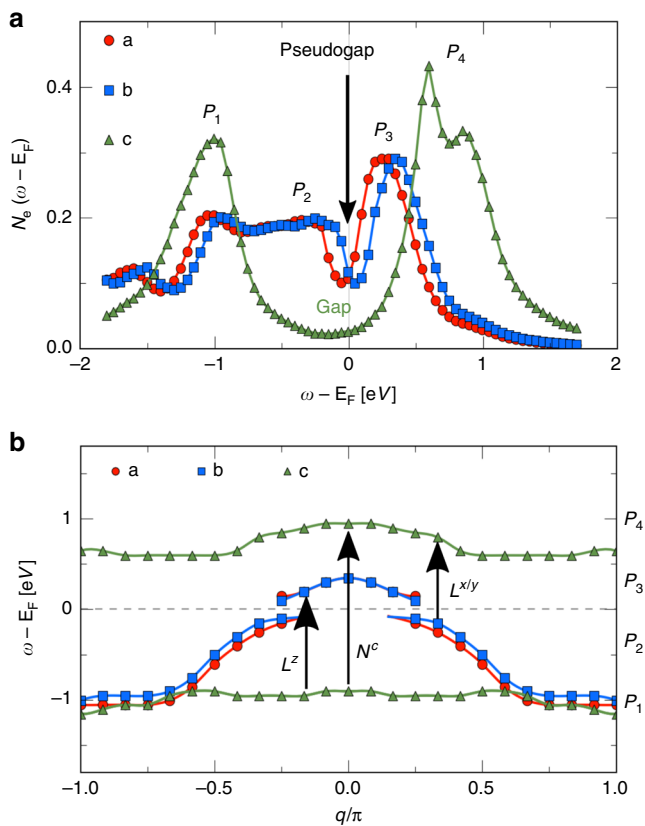 a
a
b
c
Pseudogap
P1
P2
P3
P4
Gap
Ne (ω – EF)
0.4
0.2
0.0
–2
–1
0
1
2
ω – EF [eV]
b
a
b
c
ω – EF [eV]
1
0
–1
P4
P3
P2
P1
Lz
Nc
Lx/y
–1.0
–0.5
0.0
0.5
1.0
q/π